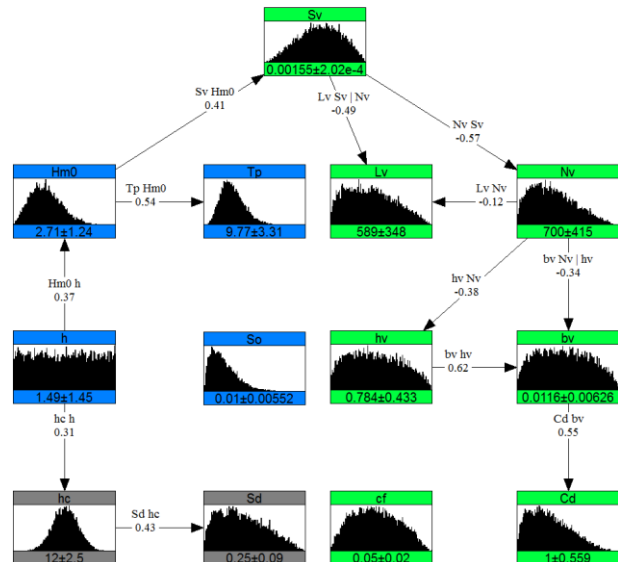 Sv
0.00155±2.02e-4
Sv Hm0
0.41
Lv Sv | Nv
-0.49
Nv Sv
-0.57
Hm0
2.71±1.24
Tp Hm0
0.54
Tp
9.77±3.31
Lv
589±348
Lv Nv
-0.12
Nv
700±415
Hm0 h
0.37
hv Nv
-0.38
bv Nv | hv
-0.34
h
1.49±1.45
So
0.01±0.00552
hv
0.784±0.433
bv hv
0.62
bv
0.0116±0.00626
hc h
0.31
Cd bv
0.55
hc
12±2.5
Sd hc
0.43
Sd
0.25±0.09
cf
0.05±0.02
Cd
1±0.559